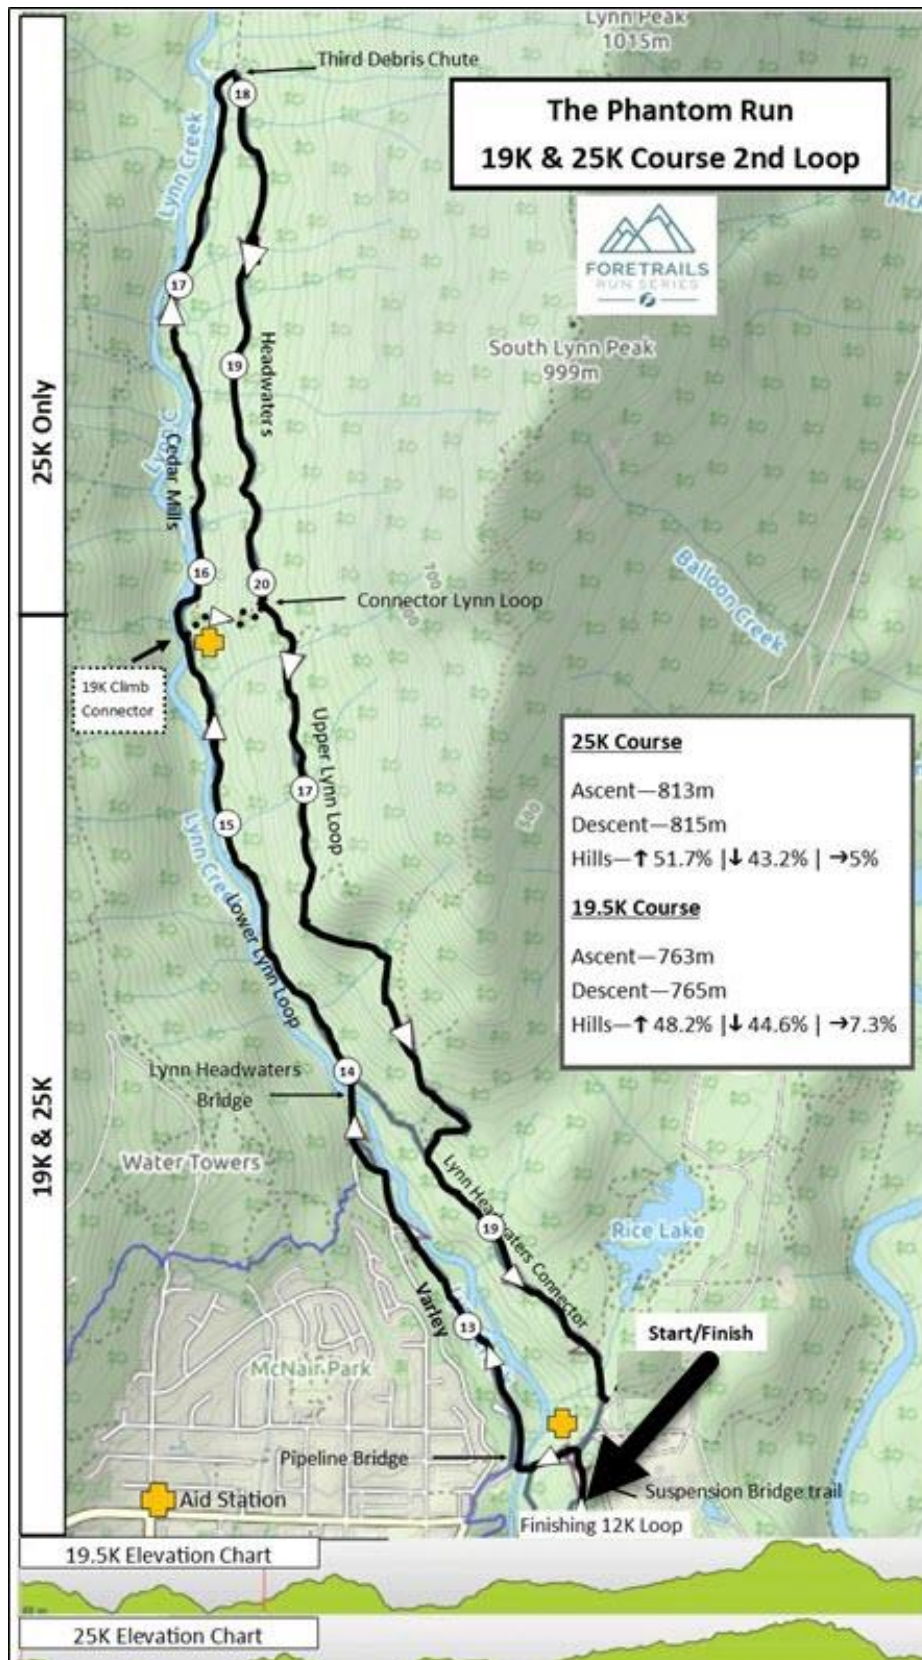 Lynn Peak
1015m
Third Debris Chute
18
The Phantom Run
19K & 25K Course 2nd Loop
Lynn Creek
FORETRAILS
RUN SERIES
17
South Lynn Peak
999m
Headwaters
19
25K Only
Lynn C
Cedar Mills
16
20
Connector Lynn Loop
Balloon Creek
19K Climb
Connector
Upper Lynn Loop
17
15
Lynn Creek
Lower Lynn Loop
500
25K Course
Ascent—813m
Descent—815m
Hills—↑ 51.7% |↓ 43.2% | →5%
19.5K Course
Ascent—763m
Descent—765m
Hills—↑ 48.2% |↓ 44.6% | →7.3%
14
Lynn Headwaters
Bridge
19K & 25K
Water Towers
Lynn Headwaters Connector
19
Rice Lake
Varley
13
Start/Finish
McNair Park
Pipeline Bridge
Suspension Bridge trail
Aid Station
Finishing 12K Loop
19.5K Elevation Chart
25K Elevation Chart